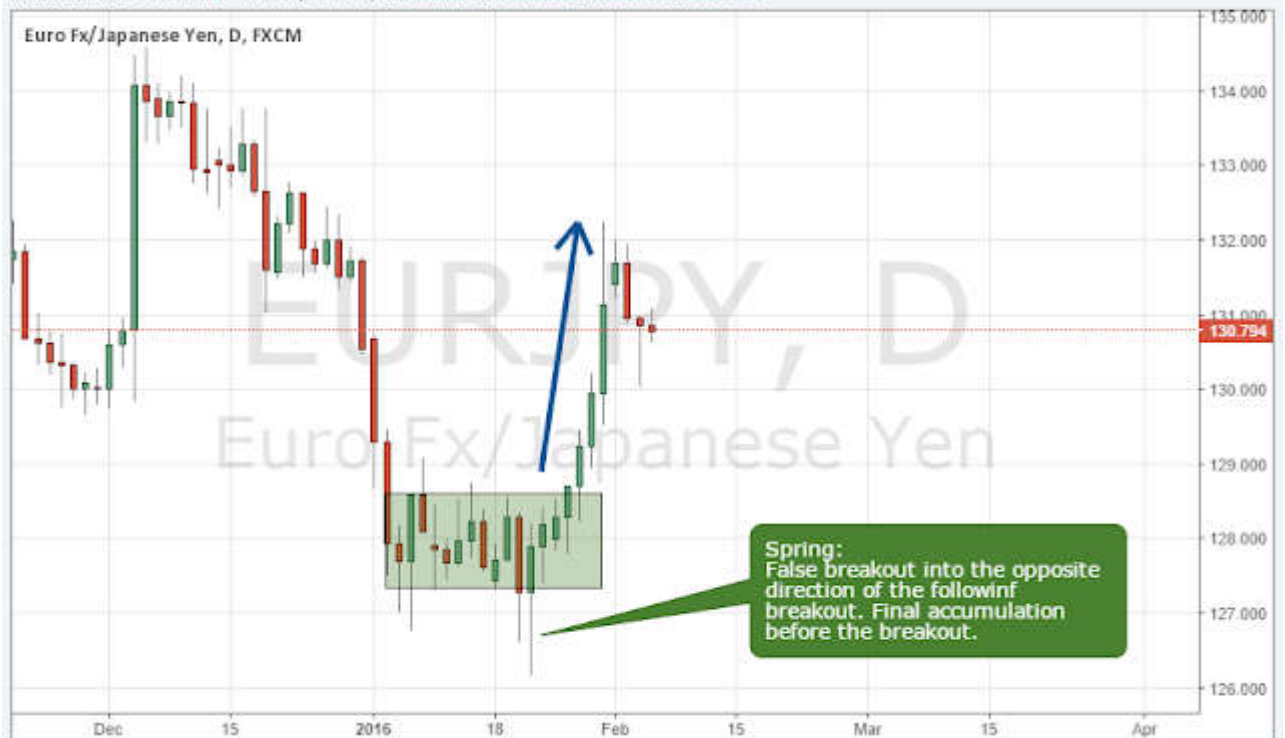 Euro Fx/Japanese Yen, D, FXCM
135.000
134.000
133.000
132.000
131.000
130.794
130.000
129.000
128.000
127.000
126.000
EURJPY, D
Euro Fx/Japanese Yen
Spring:
False breakout into the opposite
direction of the followinf
breakout. Final accumulation
before the breakout.
Dec 15 2016 18 Feb 15 Mar 15 Apr